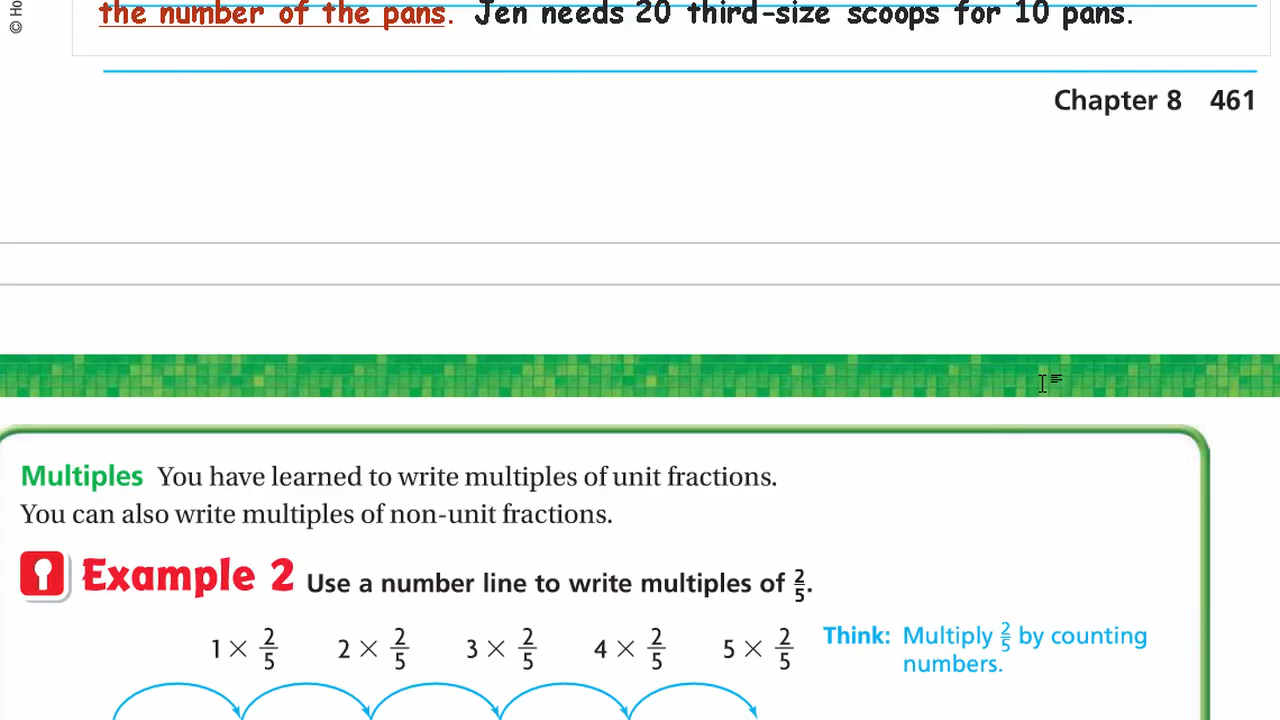 © Ho
the number of the pans. Jen needs 20 third-size scoops for 10 pans.
Chapter 8 461
Multiples You have learned to write multiples of unit fractions.
You can also write multiples of non-unit fractions.
Example 2 Use a number line to write multiples of 2/5.
1 × 2/5 2 × 2/5 3 × 2/5 4 × 2/5 5 × 2/5
Think: Multiply 2/5 by counting
numbers.